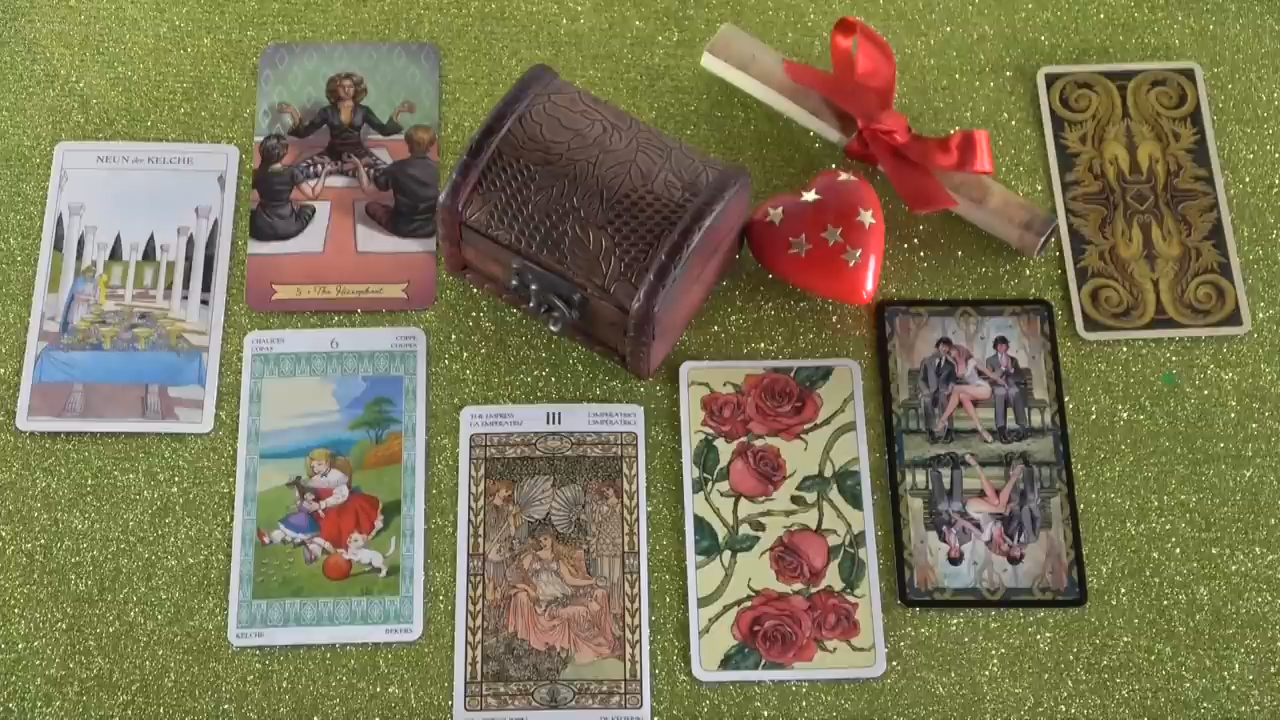 NEUN der KELCHE
5 • The Hierophant
CHALICES
COPAS
6
COPPE
COUPES
KELCHE
BEKERS
THE EMPRESS
LA EMPERATRIZ
III
L'IMPERATRICE